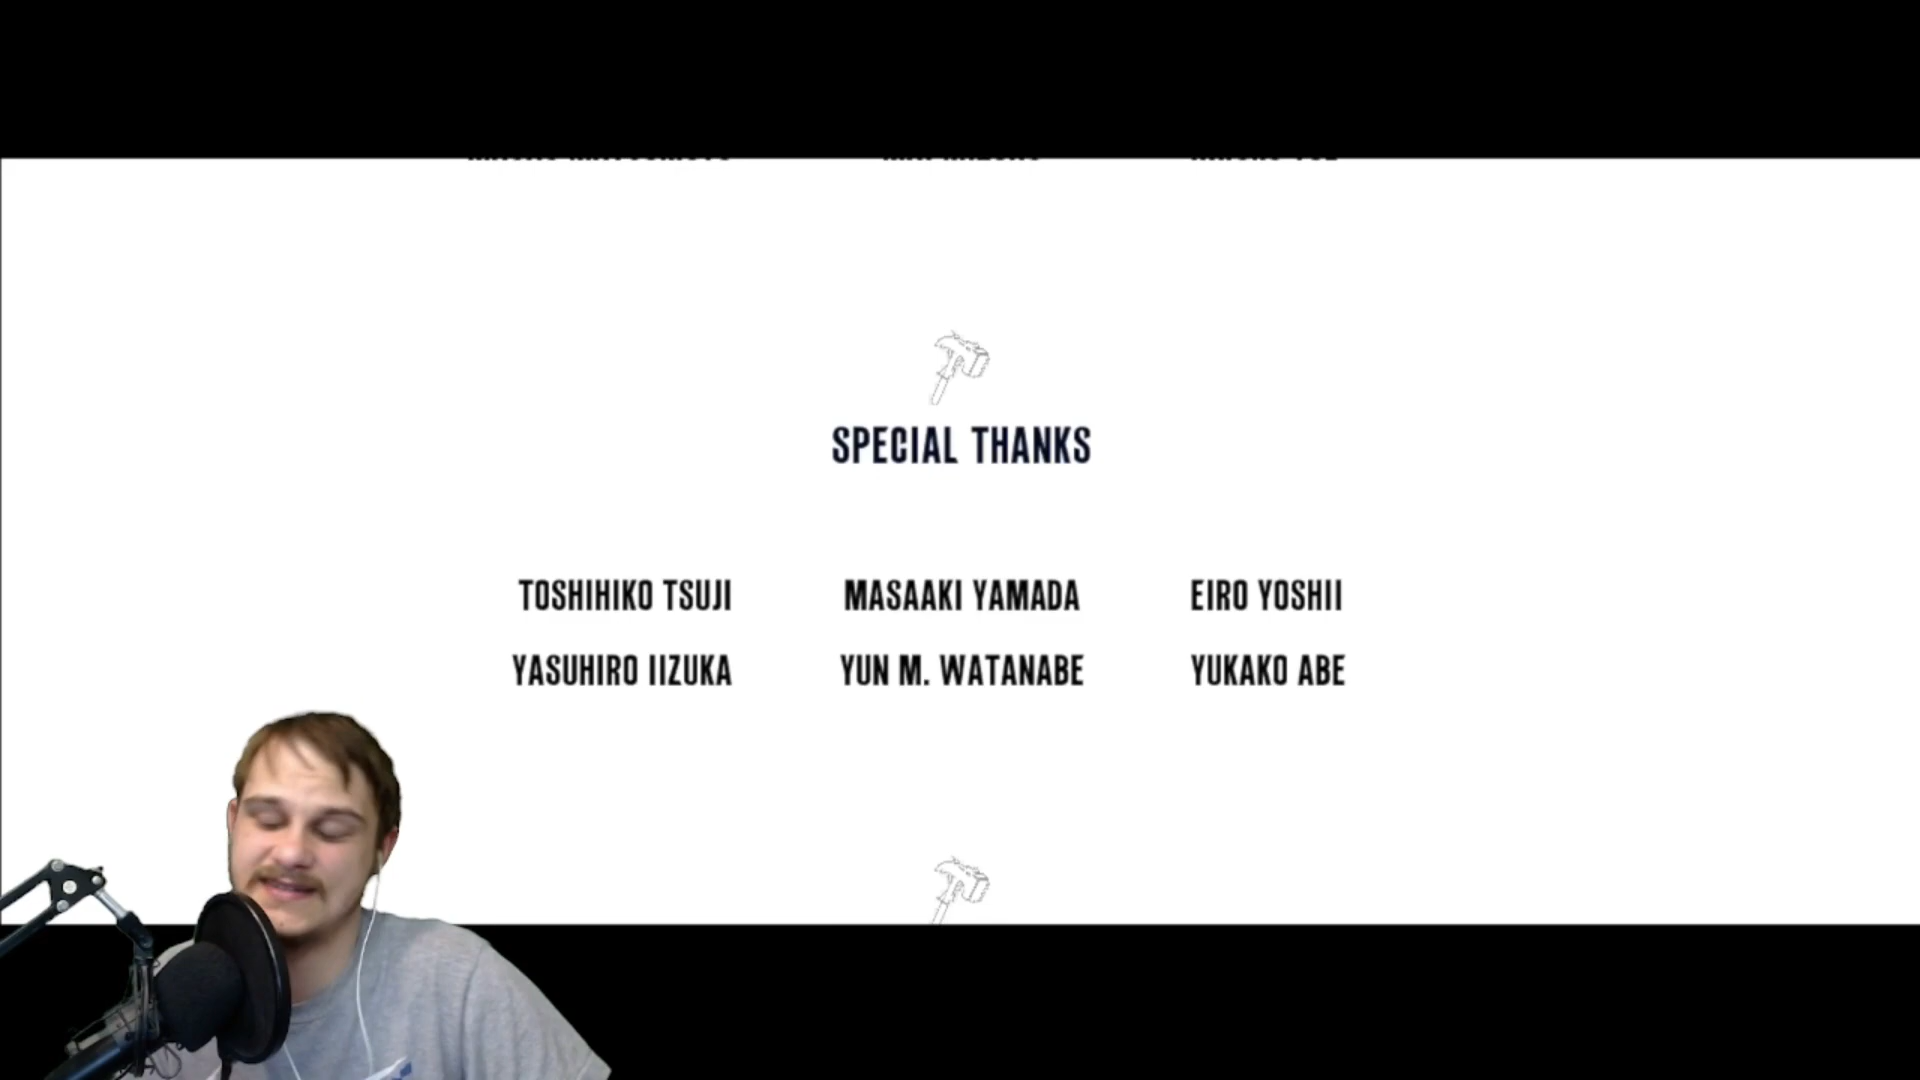 SPECIAL THANKS
TOSHIHIKO TSUJI MASAAKI YAMADA EIRO YOSHII
YASUHIRO IIZUKA YUN M. WATANABE YUKAKO ABE